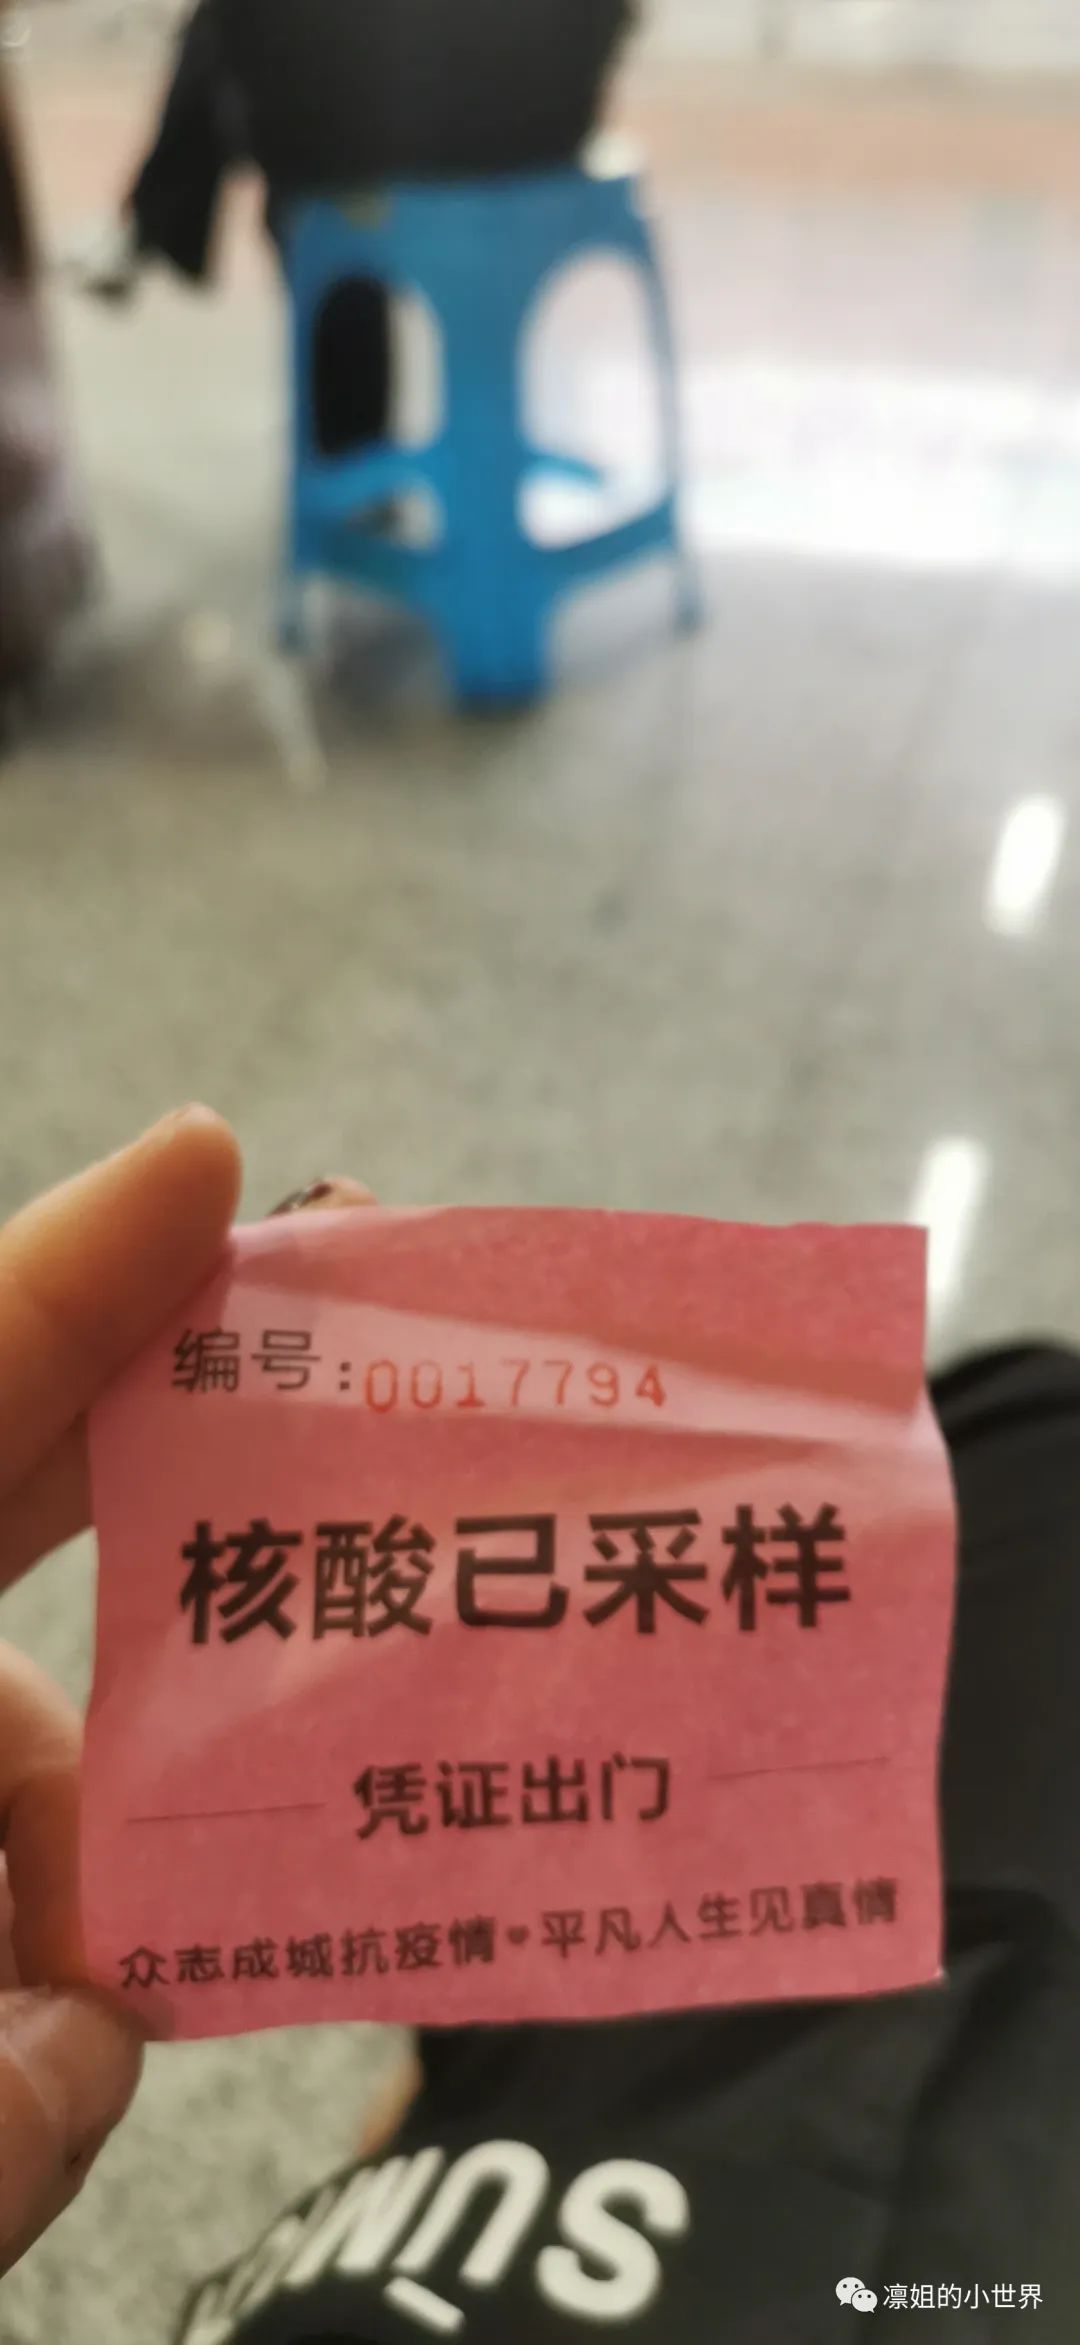 编号:0017794
核酸已采样
凭证出门
众志成城抗疫情♥平凡人生见真情
凛姐的小世界